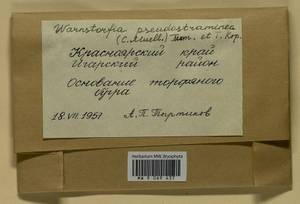 Warnstorfia pseudostraminea
(C. Muell.) Tuom. et T. Kop.
Красноярский край
Игарский район
Основание торфяного
бугра
18.VII.1951 А.П. Тыртиков
Herbarium MW, Bryophyta